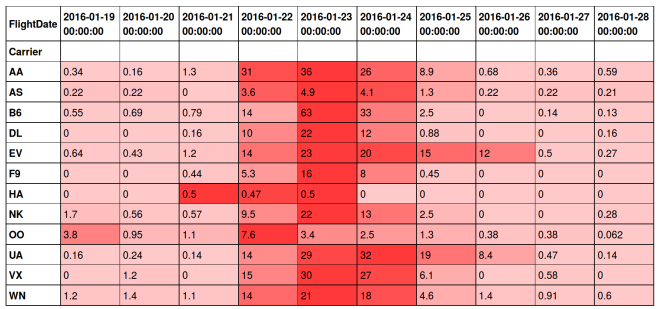 FlightDate 2016-01-19 00:00:00 2016-01-20 00:00:00 2016-01-21 00:00:00 2016-01-22 00:00:00 2016-01-23 00:00:00 2016-01-24 00:00:00 2016-01-25 00:00:00 2016-01-26 00:00:00 2016-01-27 00:00:00 2016-01-28 00:00:00
Carrier
AA 0.34 0.16 1.3 31 36 26 8.9 0.68 0.36 0.59
AS 0.22 0.22 0 3.6 4.9 4.1 1.3 0.22 0.22 0.21
B6 0.55 0.69 0.79 14 63 33 2.5 0 0.14 0.13
DL 0 0 0.16 10 22 12 0.88 0 0 0.16
EV 0.64 0.43 1.2 14 23 20 15 12 0.5 0.27
F9 0 0 0.44 5.3 16 8 0.45 0 0 0
HA 0 0 0.5 0.47 0.5 0 0 0 0 0
NK 1.7 0.56 0.57 9.5 22 13 2.5 0 0 0.28
OO 3.8 0.95 1.1 7.6 3.4 2.5 1.3 0.38 0.38 0.062
UA 0.16 0.24 0.14 14 29 32 19 8.4 0.47 0.14
VX 0 1.2 0 15 30 27 6.1 0 0.58 0
WN 1.2 1.4 1.1 14 21 18 4.6 1.4 0.91 0.6